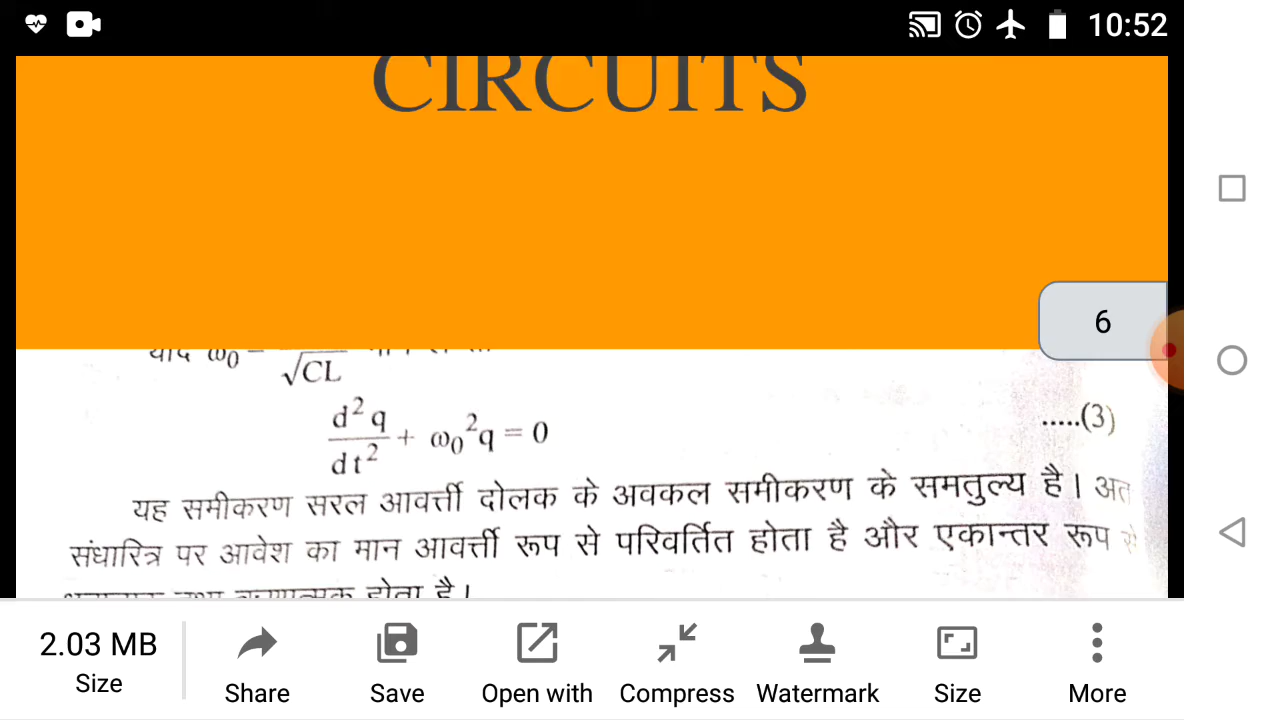 10:52
CIRCUITS
6
√CL
d²q/dt² + ω₀²q = 0 .....(3)
यह समीकरण सरल आवर्त्ती दोलक के अवकल समीकरण के समतुल्य है। अत
संधारित्र पर आवेश का मान आवर्त्ती रूप से परिवर्तित होता है और एकान्तर रूप
होता है।
2.03 MB
Size
Share
Save
Open with
Compress
Watermark
Size
More